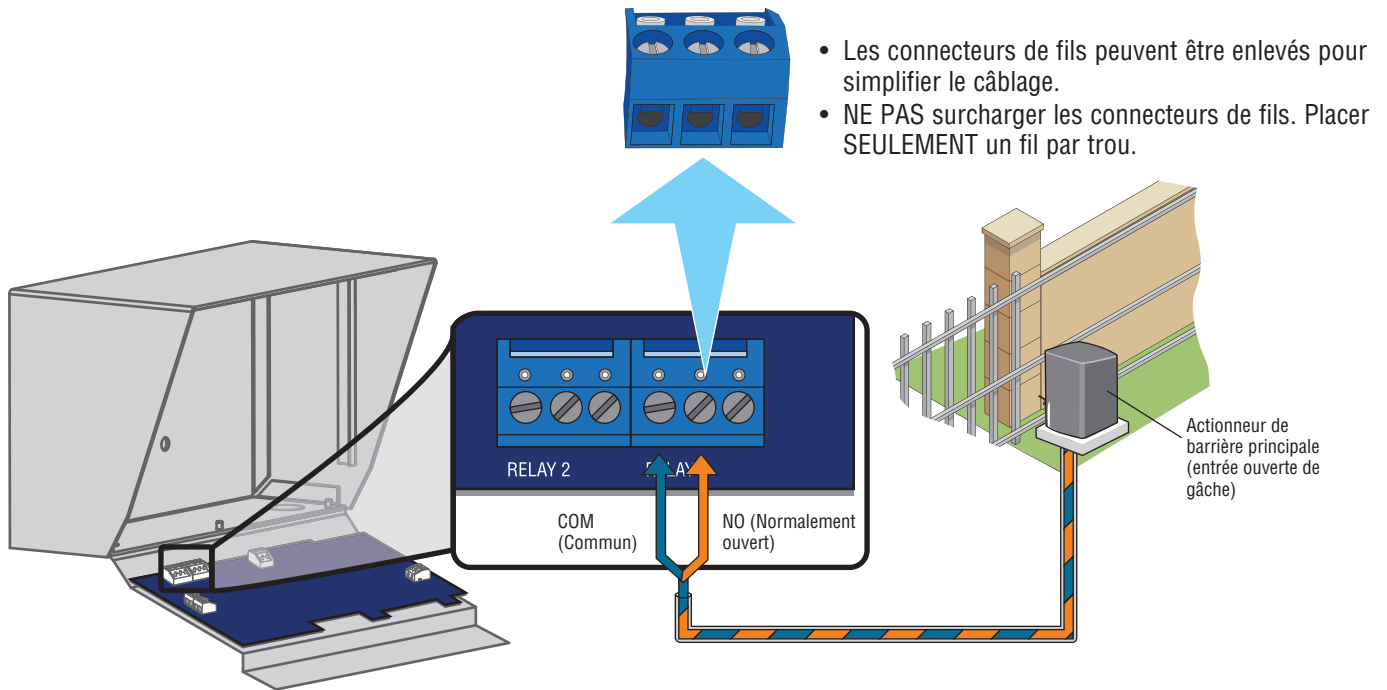 • Les connecteurs de fils peuvent être enlevés pour
simplifier le câblage.
• NE PAS surcharger les connecteurs de fils. Placer
SEULEMENT un fil par trou.
Actionneur de
barrière principale
(entrée ouverte de
gâche)
RELAY 2
COM
(Commun)
NO (Normalement
ouvert)